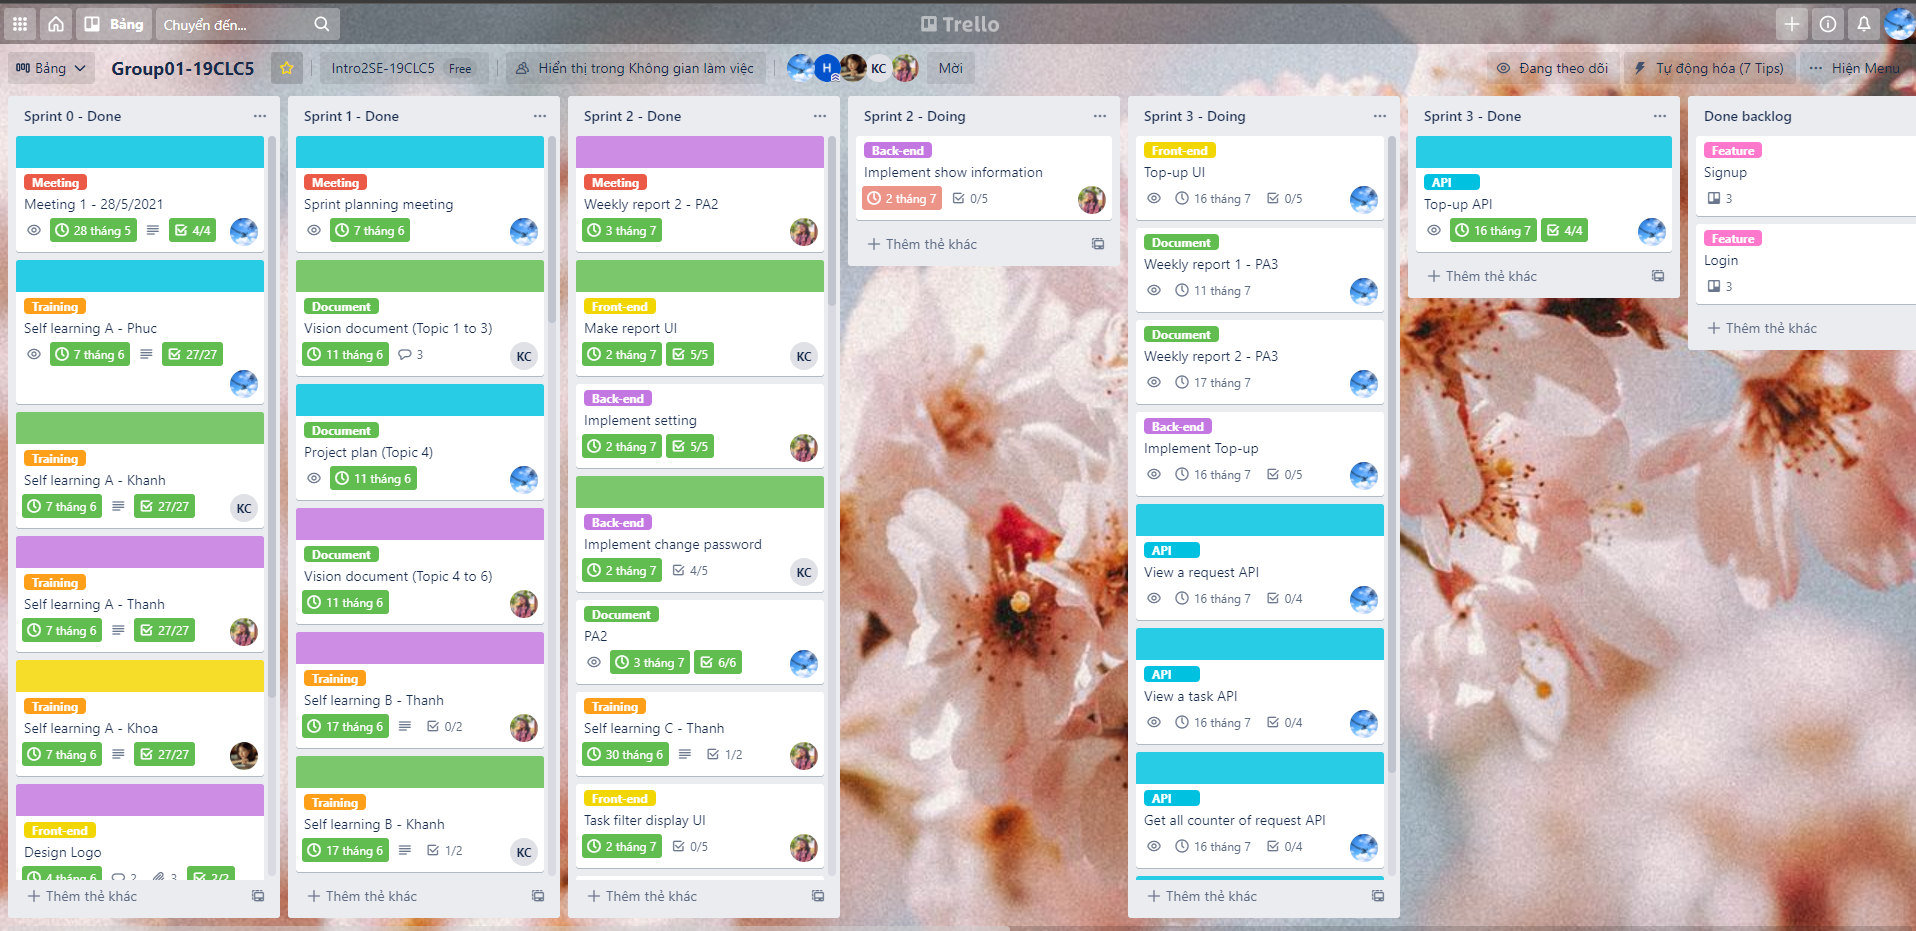 Bảng
Chuyển đến...
Trello
Bảng
Group01-19CLC5
Intro2SE-19CLC5 Free
Hiển thị trong Không gian làm việc
H
KC
Mời
Đang theo dõi
Tự động hóa (7 Tips)
Hiện Menu
Sprint 0 - Done
Meeting
Meeting 1 - 28/5/2021
28 tháng 5 4/4
Training
Self learning A - Phuc
7 tháng 6 27/27
Training
Self learning A - Khanh
7 tháng 6 27/27 KC
Training
Self learning A - Thanh
7 tháng 6 27/27
Training
Self learning A - Khoa
7 tháng 6 27/27
Front-end
Design Logo
4 tháng 6 2 3 2/2
Thêm thẻ khác
Sprint 1 - Done
Meeting
Sprint planning meeting
7 tháng 6
Document
Vision document (Topic 1 to 3)
11 tháng 6 3 KC
Document
Project plan (Topic 4)
11 tháng 6
Document
Vision document (Topic 4 to 6)
11 tháng 6
Training
Self learning B - Thanh
17 tháng 6 0/2
Training
Self learning B - Khanh
17 tháng 6 1/2 KC
Thêm thẻ khác
Sprint 2 - Done
Meeting
Weekly report 2 - PA2
3 tháng 7
Front-end
Make report UI
2 tháng 7 5/5 KC
Back-end
Implement setting
2 tháng 7 5/5
Back-end
Implement change password
2 tháng 7 4/5 KC
Document
PA2
3 tháng 7 6/6
Training
Self learning C - Thanh
30 tháng 6 1/2
Front-end
Task filter display UI
2 tháng 7 0/5
Thêm thẻ khác
Sprint 2 - Doing
Back-end
Implement show information
2 tháng 7 0/5
Thêm thẻ khác
Sprint 3 - Doing
Front-end
Top-up UI
16 tháng 7 0/5
Document
Weekly report 1 - PA3
11 tháng 7
Document
Weekly report 2 - PA3
17 tháng 7
Back-end
Implement Top-up
16 tháng 7 0/5
API
View a request API
16 tháng 7 0/4
API
View a task API
16 tháng 7 0/4
API
Get all counter of request API
16 tháng 7 0/4
Thêm thẻ khác
Sprint 3 - Done
API
Top-up API
16 tháng 7 4/4
Thêm thẻ khác
Done backlog
Feature
Signup
3
Feature
Login
3
Thêm thẻ khác